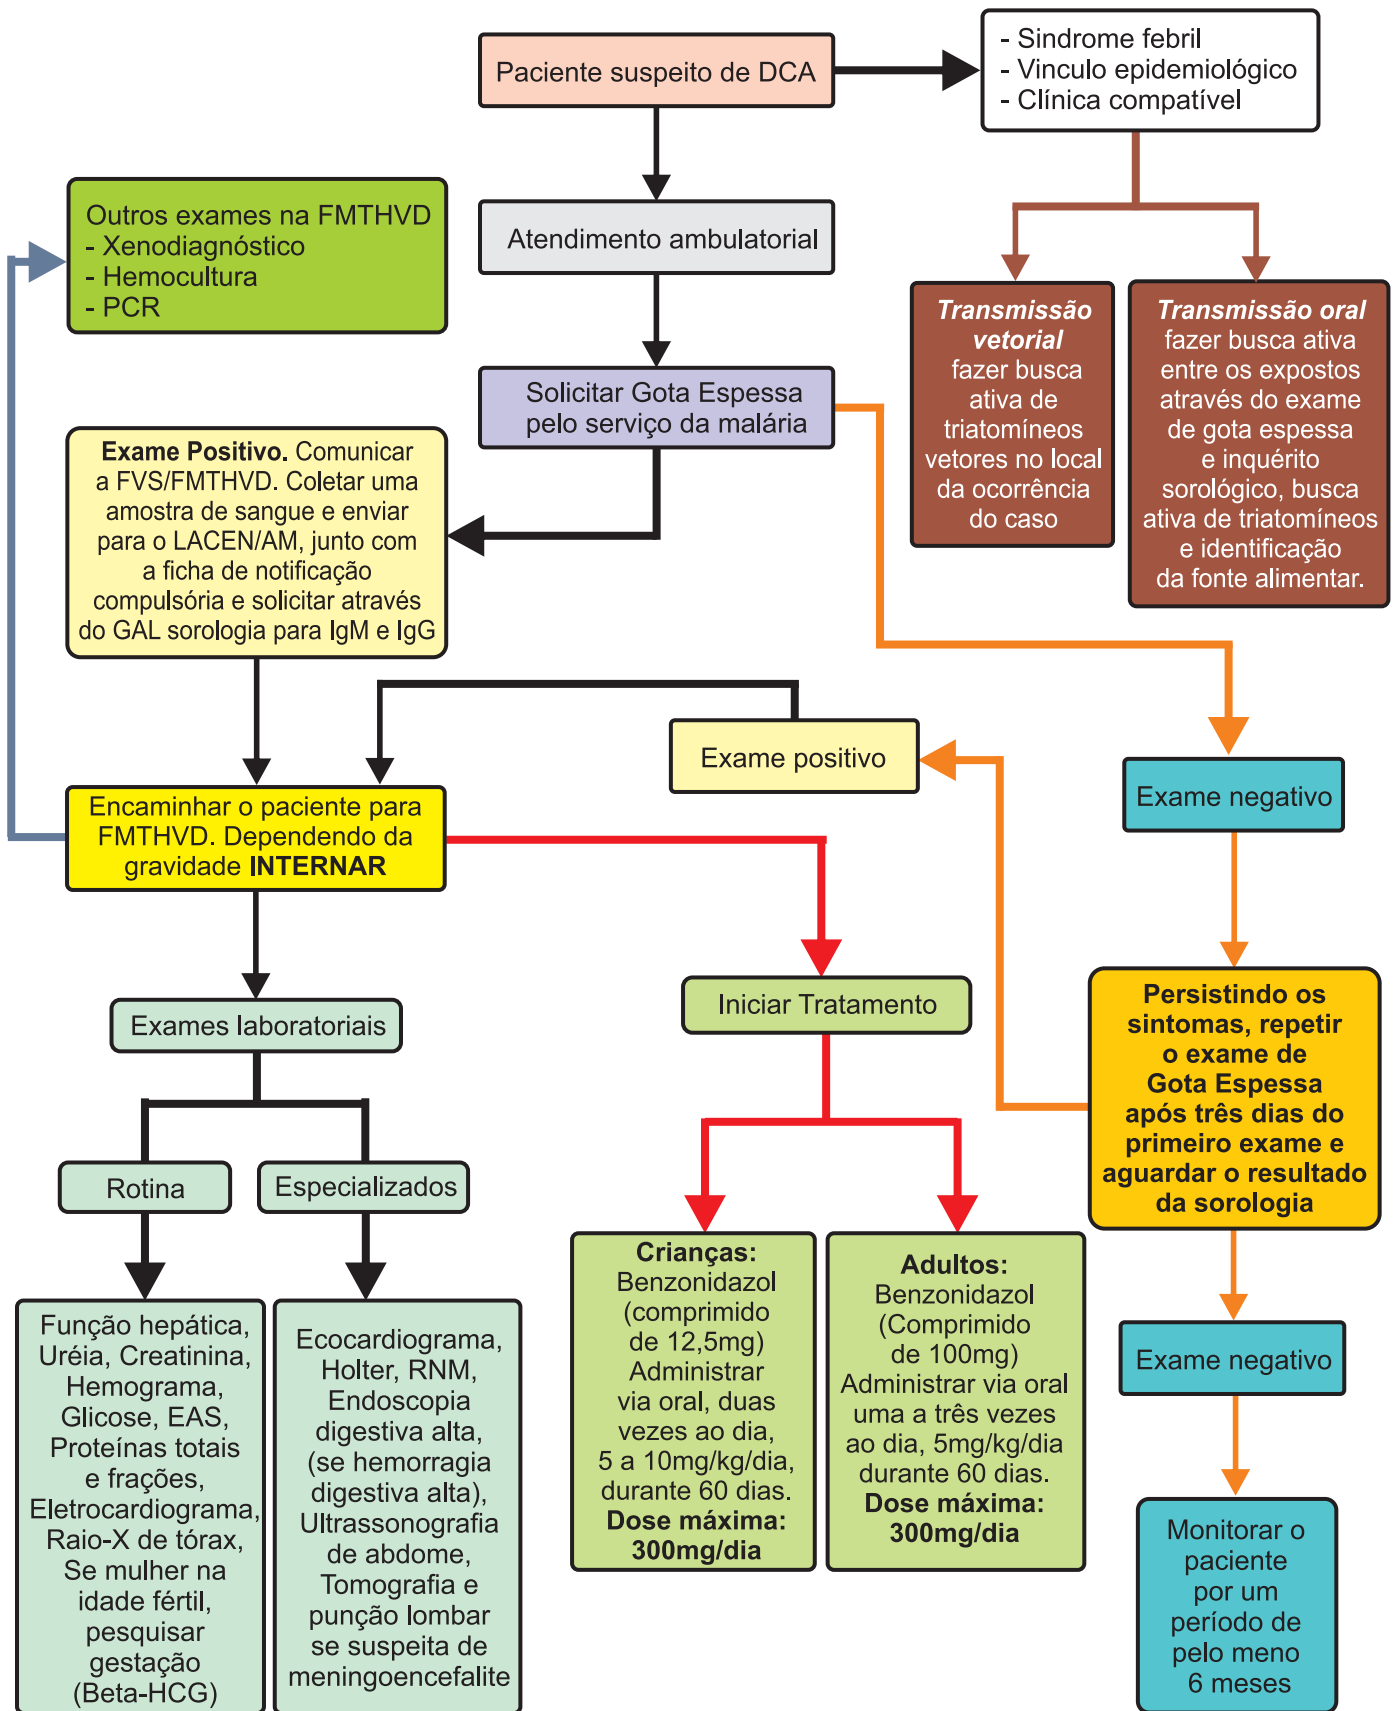 Paciente suspeito de DCA
- Sindrome febril
- Vinculo epidemiológico
- Clínica compatível
Outros exames na FMTHVD
- Xenodiagnóstico
- Hemocultura
- PCR
Atendimento ambulatorial
Transmissão
vetorial
fazer busca
ativa de
triatomíneos
vetores no local
da ocorrência
do caso
Transmissão oral
fazer busca ativa
entre os expostos
através do exame
de gota espessa
e inquérito
sorológico, busca
ativa de triatomíneos
e identificação
da fonte alimentar.
Solicitar Gota Espessa
pelo serviço da malária
Exame Positivo. Comunicar
a FVS/FMTHVD. Coletar uma
amostra de sangue e enviar
para o LACEN/AM, junto com
a ficha de notificação
compulsória e solicitar através
do GAL sorologia para IgM e IgG
Exame positivo
Exame negativo
Encaminhar o paciente para
FMTHVD. Dependendo da
gravidade INTERNAR
Exames laboratoriais
Iniciar Tratamento
Persistindo os
sintomas, repetir
o exame de
Gota Espessa
após três dias do
primeiro exame e
aguardar o resultado
da sorologia
Rotina
Especializados
Função hepática,
Uréia, Creatinina,
Hemograma,
Glicose, EAS,
Proteínas totais
e frações,
Eletrocardiograma,
Raio-X de tórax,
Se mulher na
idade fértil,
pesquisar
gestação
(Beta-HCG)
Ecocardiograma,
Holter, RNM,
Endoscopia
digestiva alta,
(se hemorragia
digestiva alta),
Ultrassonografia
de abdome,
Tomografia e
punção lombar
se suspeita de
meningoencefalite
Crianças:
Benzonidazol
(comprimido
de 12,5mg)
Administrar
via oral, duas
vezes ao dia,
5 a 10mg/kg/dia,
durante 60 dias.
Dose máxima:
300mg/dia
Adultos:
Benzonidazol
(Comprimido
de 100mg)
Administrar via oral
uma a três vezes
ao dia, 5mg/kg/dia
durante 60 dias.
Dose máxima:
300mg/dia
Exame negativo
Monitorar o
paciente
por um
período de
pelo meno
6 meses